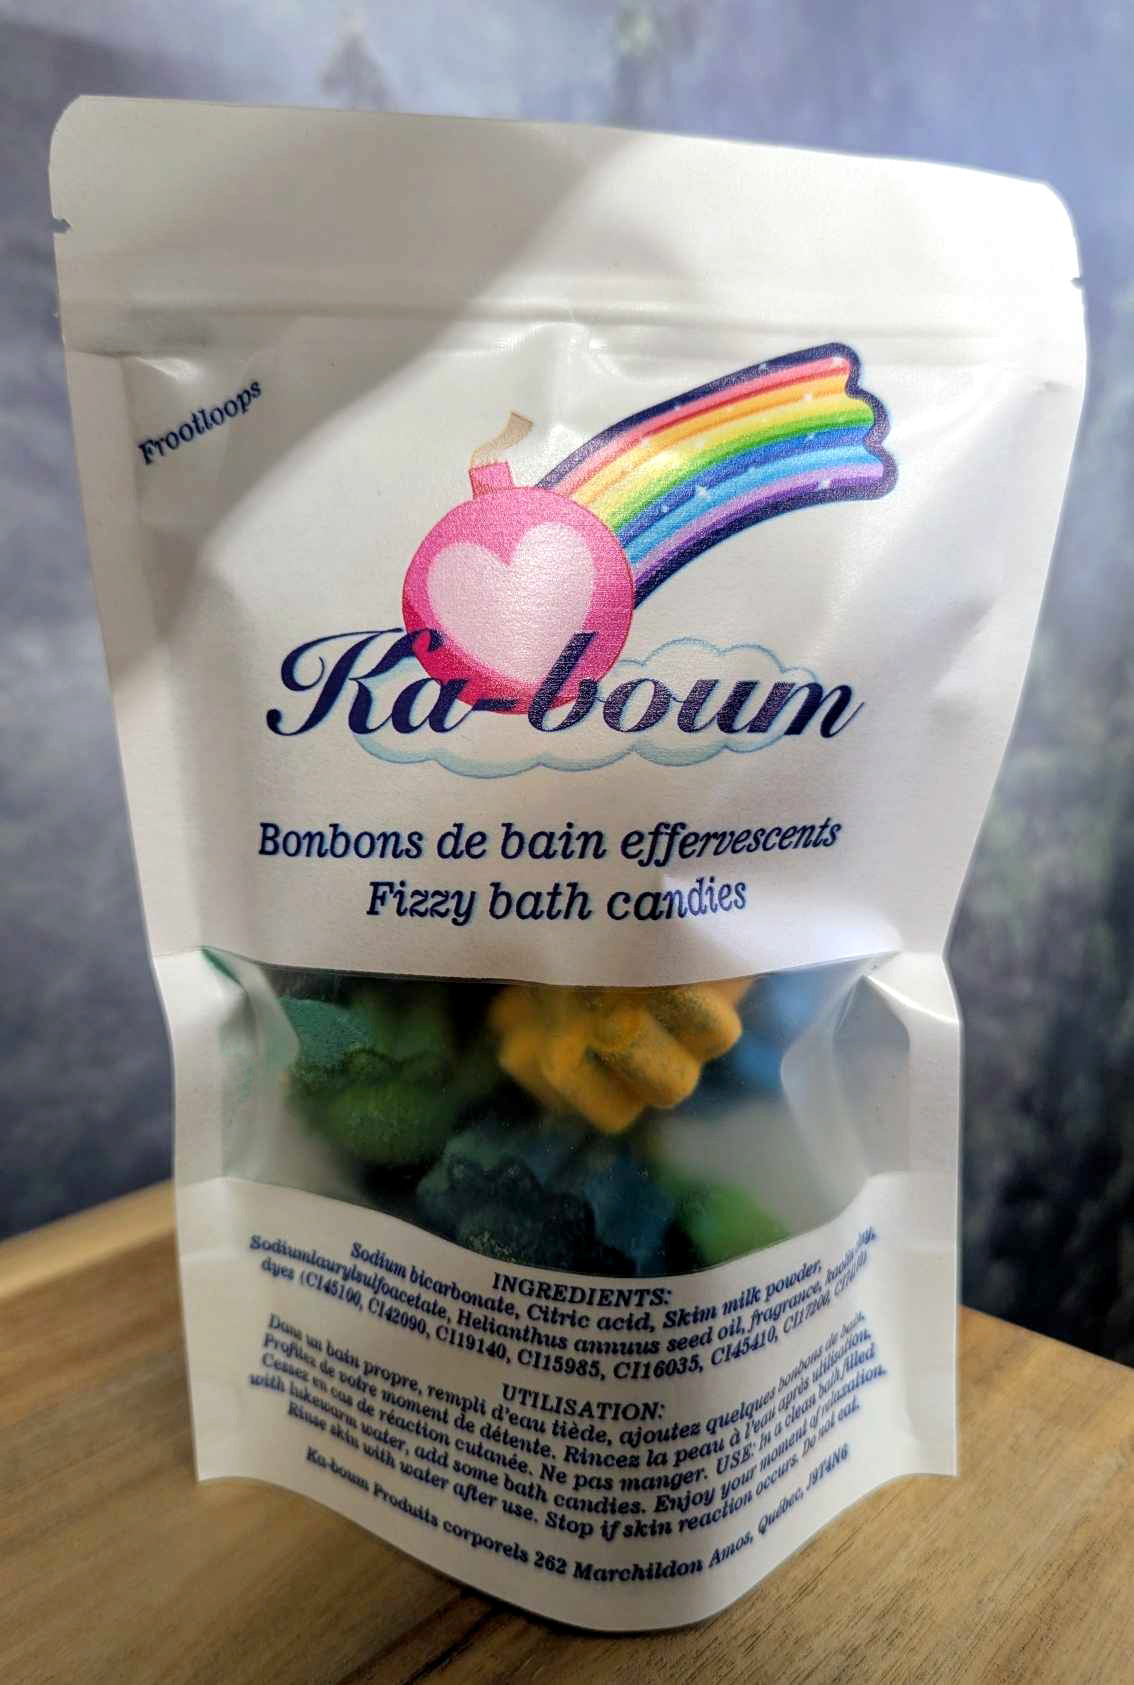 Frootloops
Ka-boum
Bonbons de bain effervescents
Fizzy bath candies
INGREDIENTS:
Sodium bicarbonate, Citric acid, Skim milk powder,
Sodiumlaurylsulfoacetate, Helianthus annuus seed oil, fragrance, kaolin clay,
dyes (CI45100, CI42090, CI19140, CI15985, CI16035, CI45410, CI17200,
UTILISATION:
Dans un bain propre, rempli d'eau tiède, ajoutez quelques bonbons de bain.
Profitez de votre moment de détente. Rincez la peau à l'eau après utilisation.
Cessez en cas de réaction cutanée. Ne pas manger. USE: In a clean bath filled
with lukewarm water, add some bath candies. Enjoy your moment of relaxation.
Rinse skin with water after use. Stop if skin reaction occurs. Do not eat.
Ka-boum Produits corporels 262 Marchildon Amos, Québec, J9T4N6